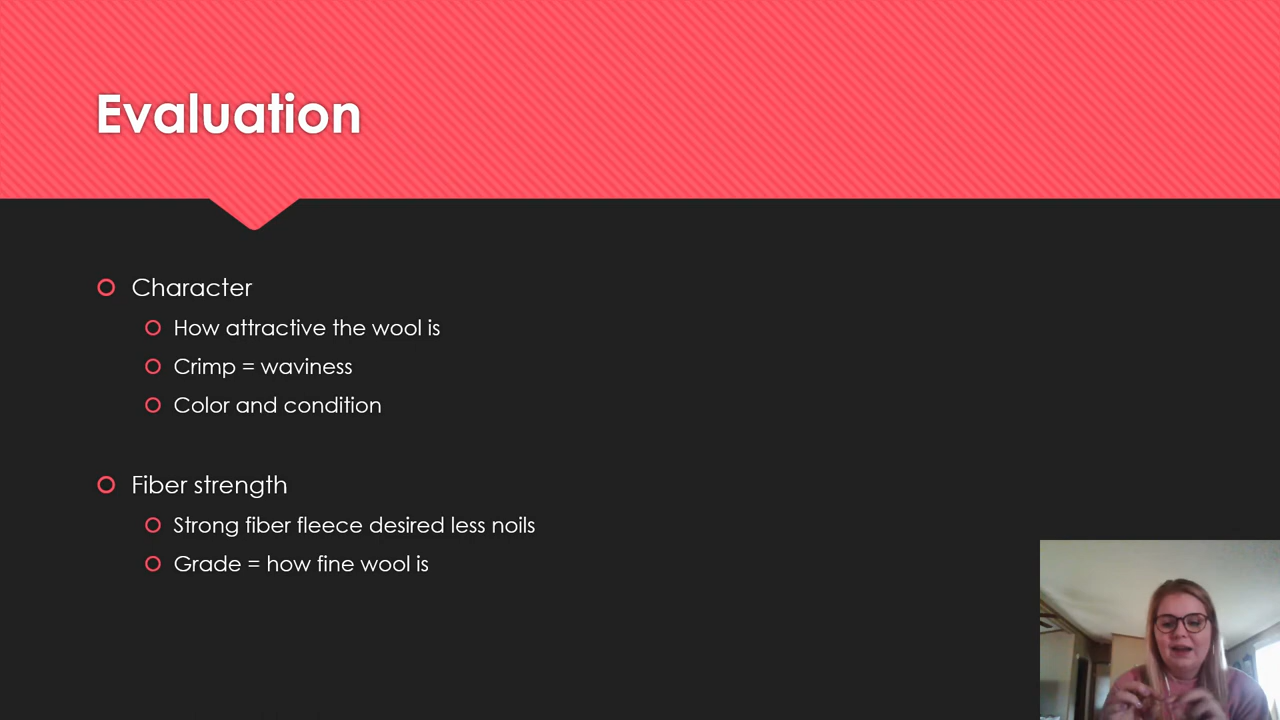 Evaluation
Character
How attractive the wool is
Crimp = waviness
Color and condition
Fiber strength
Strong fiber fleece desired less noils
Grade = how fine wool is